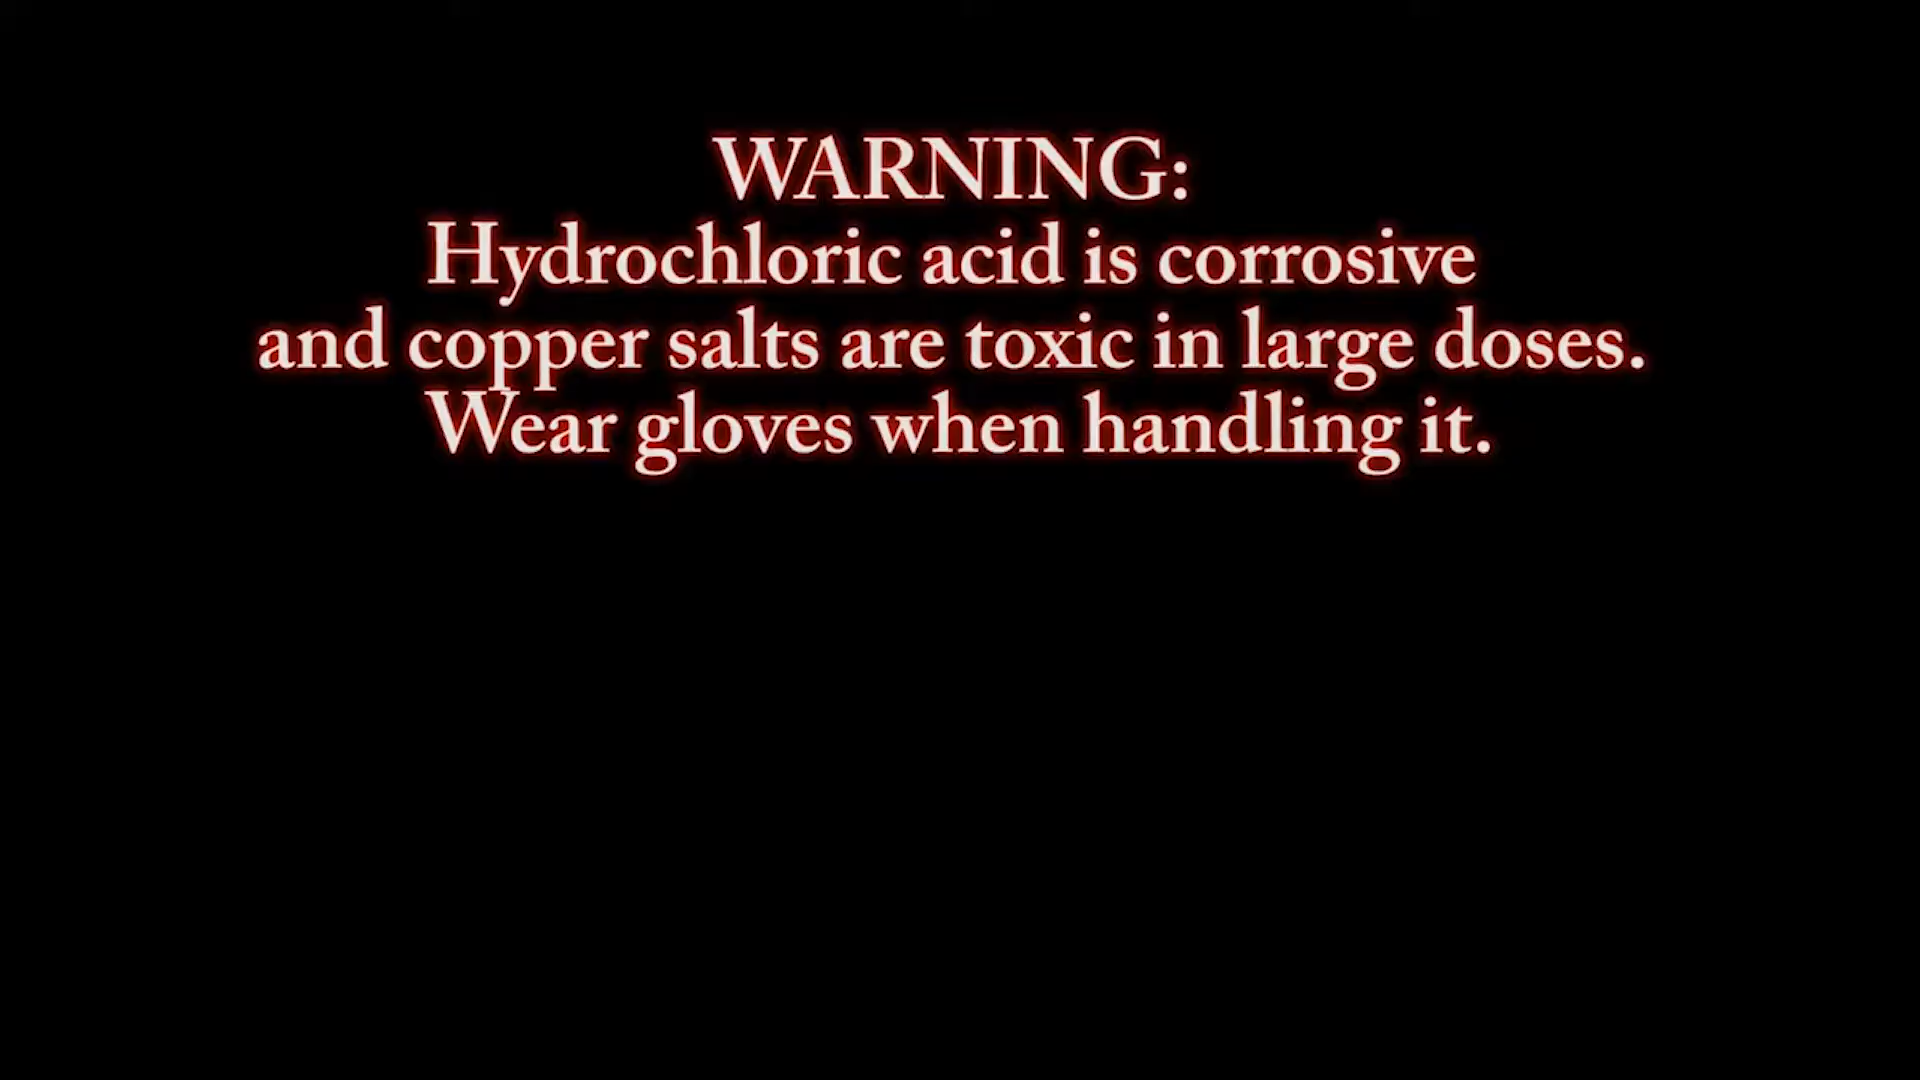 WARNING:
Hydrochloric acid is corrosive
and copper salts are toxic in large doses.
Wear gloves when handling it.